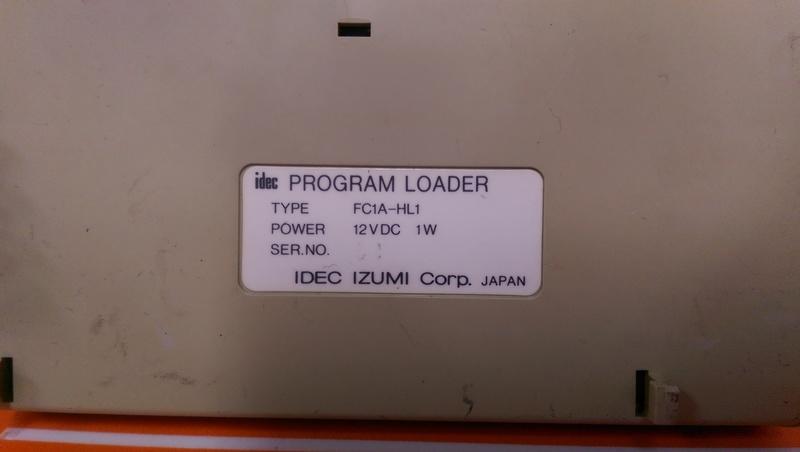 idec PROGRAM LOADER
TYPE FC1A-HL1
POWER 12VDC 1W
SER.NO.
IDEC IZUMI Corp. JAPAN